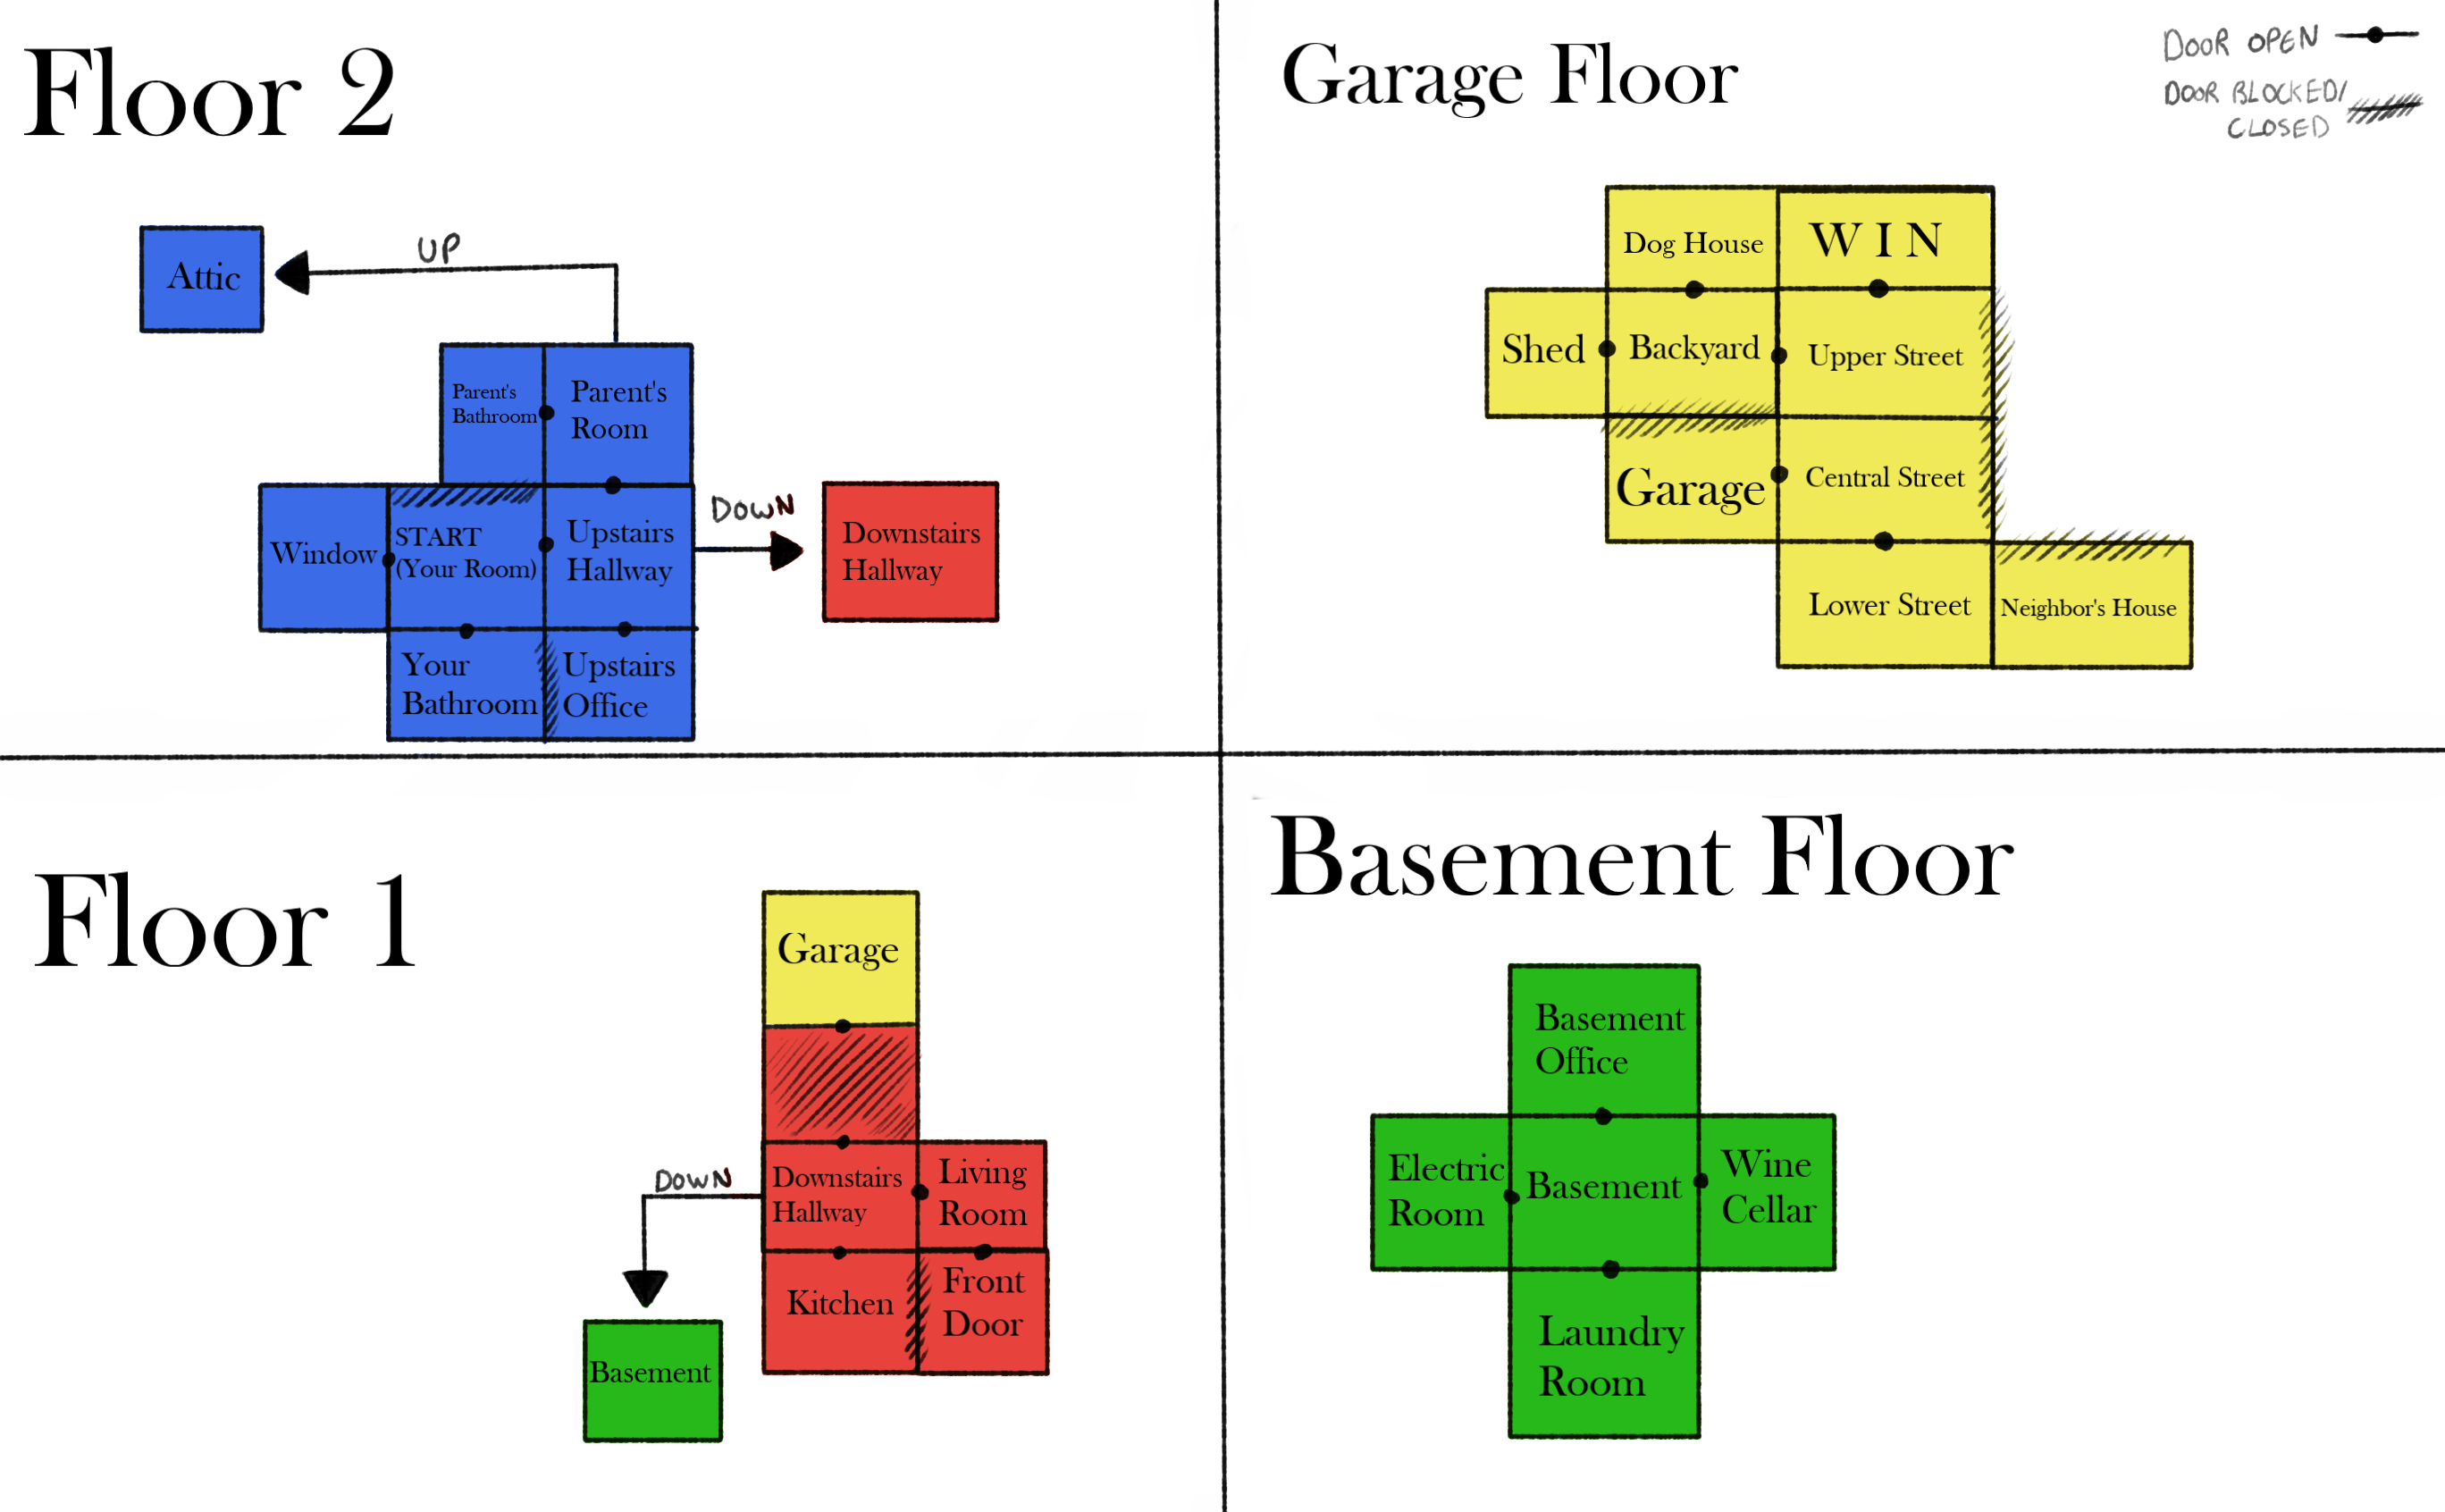 Floor 2
Attic
UP
Parent's
Bathroom
Parent's
Room
Window
START
(Your Room)
Upstairs
Hallway
DOWN
Downstairs
Hallway
Your
Bathroom
Upstairs
Office
Garage Floor
DOOR OPEN
DOOR BLOCKED/
CLOSED
Dog House
WIN
Shed
Backyard
Upper Street
Garage
Central Street
Lower Street
Neighbor's House
Floor 1
Garage
DOWN
Downstairs
Hallway
Living
Room
Kitchen
Front
Door
Basement
Basement Floor
Basement
Office
Electric
Room
Basement
Wine
Cellar
Laundry
Room